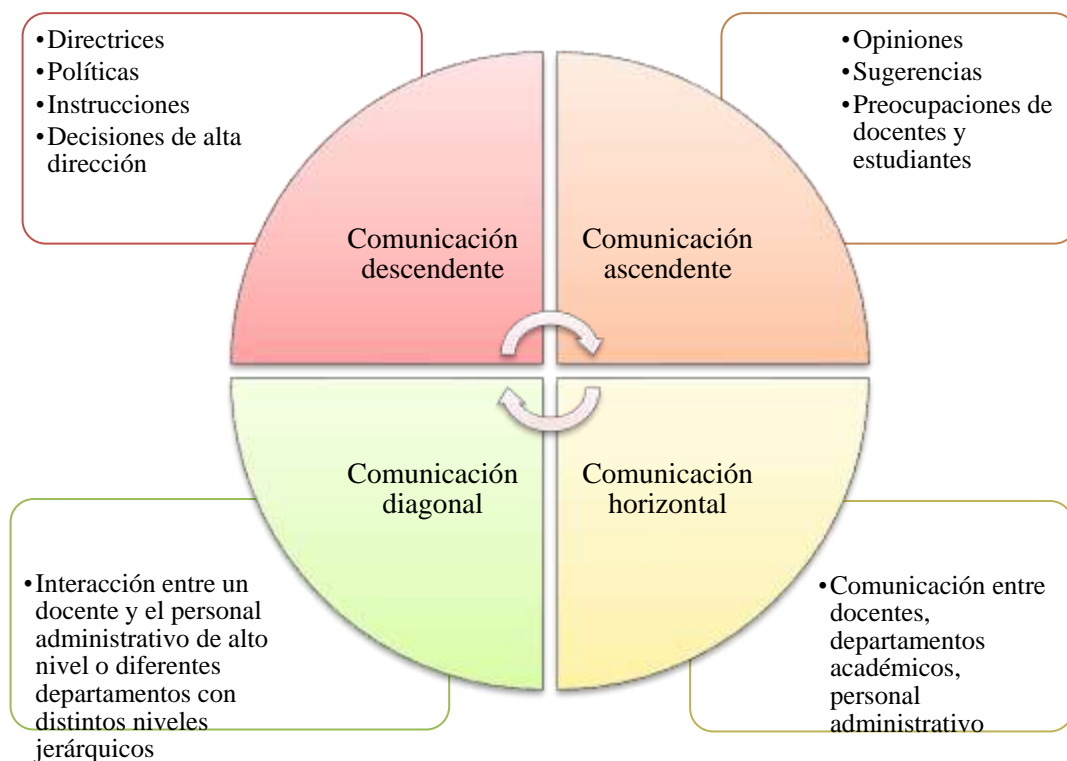 •Directrices
•Políticas
•Instrucciones
•Decisiones de alta
dirección
•Opiniones
•Sugerencias
•Preocupaciones de
docentes y
estudiantes
Comunicación
descendente
Comunicación
ascendente
Comunicación
diagonal
Comunicación
horizontal
•Interacción entre un
docente y el personal
administrativo de alto
nivel o diferentes
departamentos con
distintos niveles
jerárquicos
•Comunicación entre
docentes,
departamentos
académicos,
personal
administrativo